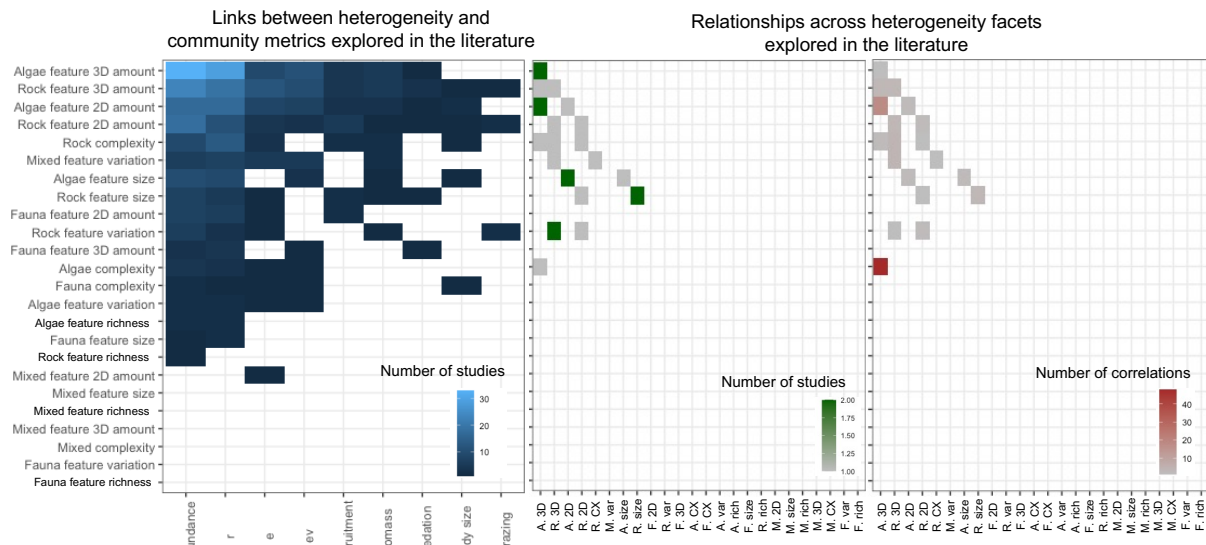 Links between heterogeneity and
community metrics explored in the literature
Relationships across heterogeneity facets
explored in the literature
Algae feature 3D amount
Rock feature 3D amount
Algae feature 2D amount
Rock feature 2D amount
Rock complexity
Mixed feature variation
Algae feature size
Rock feature size
Fauna feature 2D amount
Rock feature variation
Fauna feature 3D amount
Algae complexity
Fauna complexity
Algae feature variation
Algae feature richness
Fauna feature size
Rock feature richness
Mixed feature 2D amount
Mixed feature size
Mixed feature richness
Mixed feature 3D amount
Mixed complexity
Fauna feature variation
Fauna feature richness
Number of studies
30
20
10
Number of studies
2.00
1.75
1.50
1.25
1.00
Number of correlations
40
30
20
10
undance
r
e
ev
ruitment
omass
edation
dy size
razing
A. 3D
R. 3D
A. 2D
R. 2D
R. CX
M. var
A. size
R. size
F. 2D
R. var
F. 3D
A. CX
F. CX
A. var
A. rich
F. size
R. rich
M. 2D
M. size
M. rich
M. 3D
M. CX
F. var
F. rich
A. 3D
R. 3D
A. 2D
R. 2D
R. CX
M. var
A. size
R. size
F. 2D
R. var
F. 3D
A. CX
F. CX
A. var
A. rich
F. size
R. rich
M. 2D
M. size
M. rich
M. 3D
M. CX
F. var
F. rich